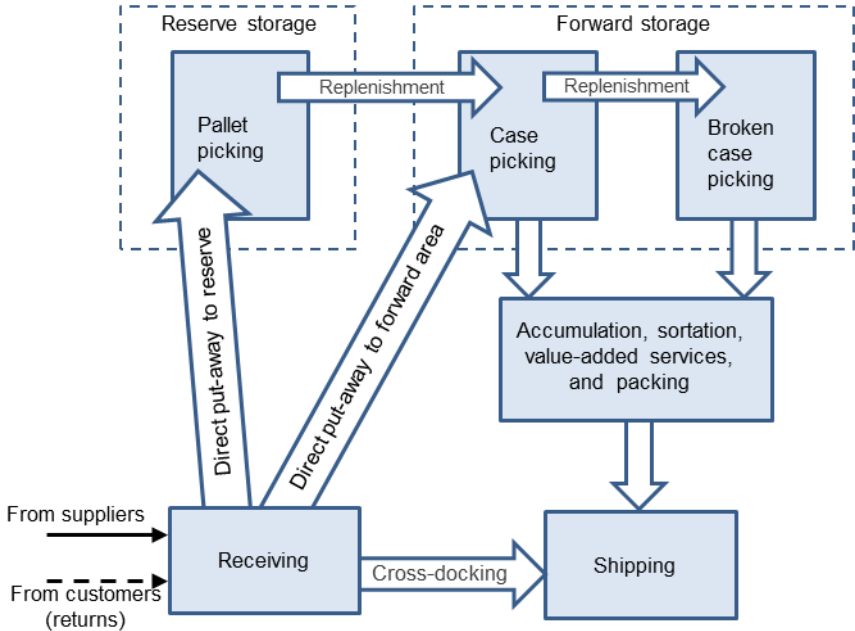 Reserve storage
Forward storage
Pallet
picking
Replenishment
Case
picking
Replenishment
Broken
case
picking
Direct put-away to reserve
Direct put-away to forward area
Accumulation, sortation,
value-added services,
and packing
From suppliers
From customers
(returns)
Receiving
Cross-docking
Shipping